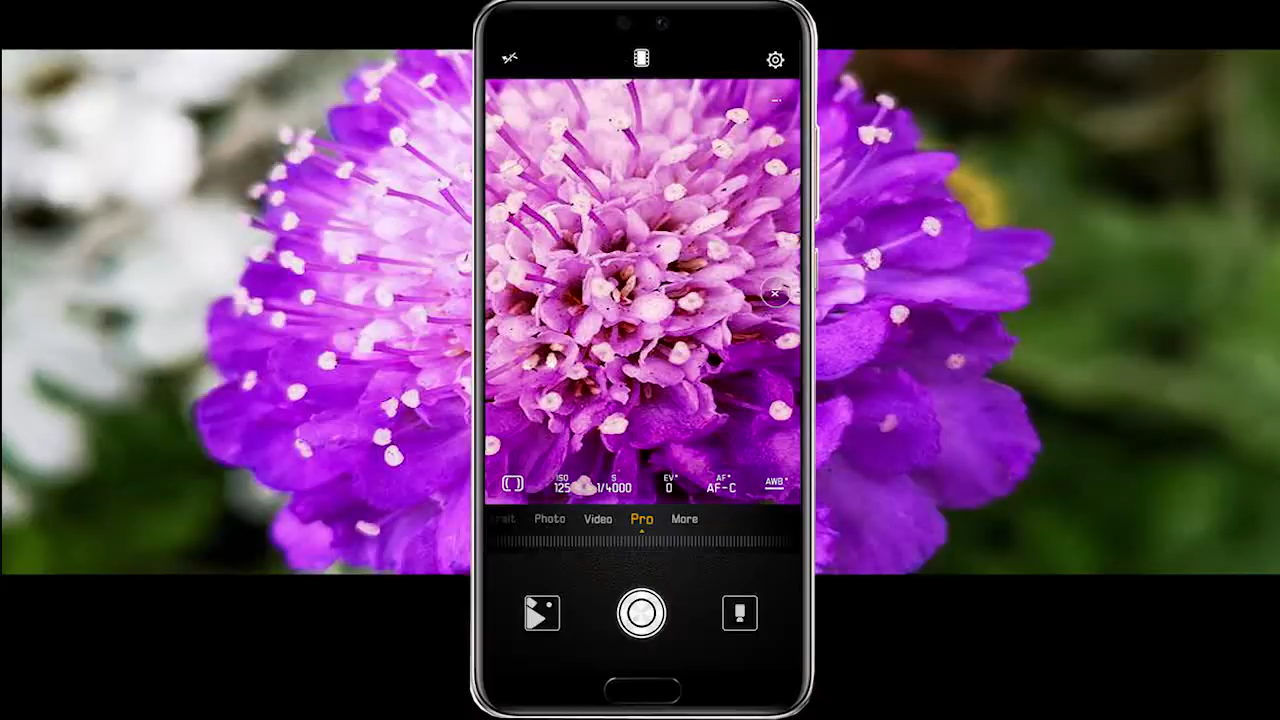 ISO S EV• AF• AWB•
125 1/4000 0 AF-C
Photo Video Pro More